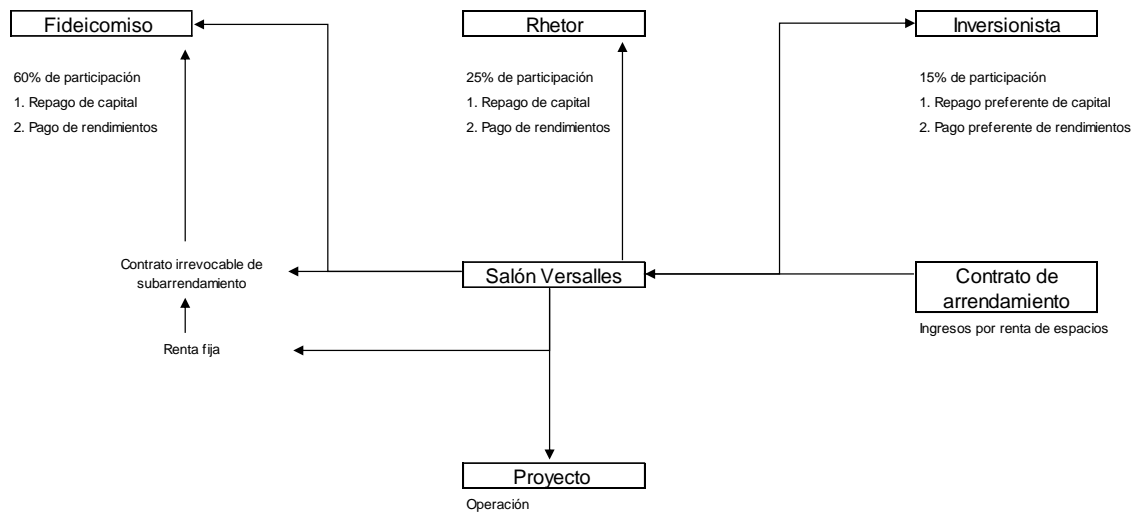 Fideicomiso
Rhetor
Inversionista
60% de participación
1. Repago de capital
2. Pago de rendimientos
25% de participación
1. Repago de capital
2. Pago de rendimientos
15% de participación
1. Repago preferente de capital
2. Pago preferente de rendimientos
Contrato irrevocable de
subarrendamiento
Salón Versalles
Contrato de
arrendamiento
Ingresos por renta de espacios
Renta fija
Proyecto
Operación